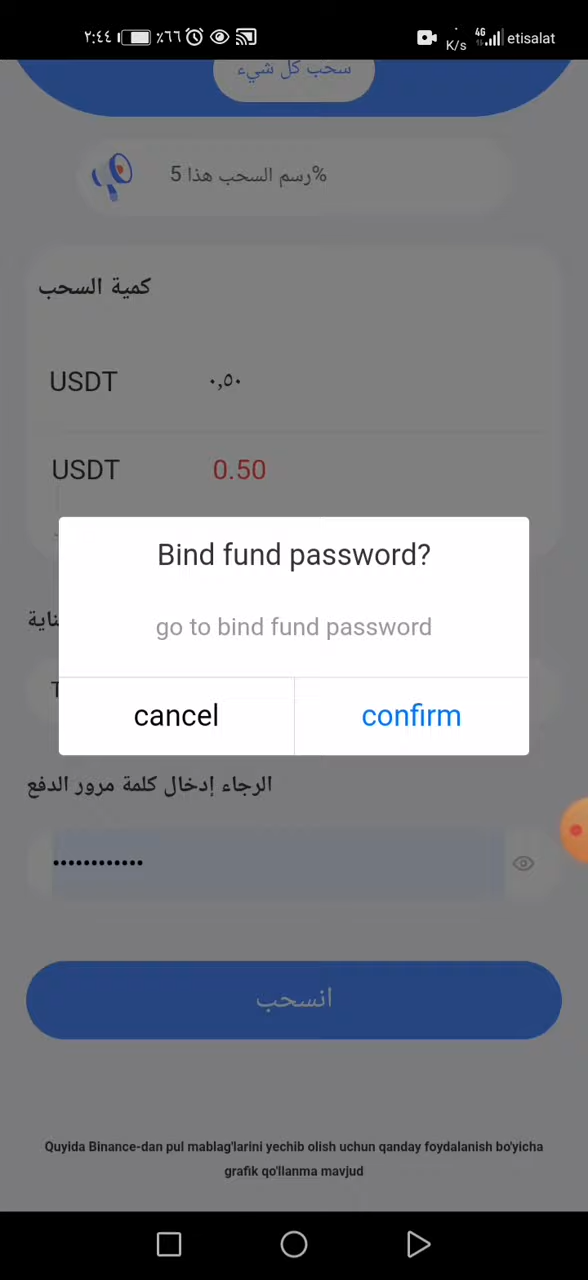 ٢:٤٤ ٪٦٦ K/s 4G etisalat
سحب كل شيء
%رسم السحب هذا 5
كمية السحب
USDT ٠,٥٠
USDT 0.50
Bind fund password?
go to bind fund password
cancel confirm
الرجاء إدخال كلمة مرور الدفع
••••••••••••
انسحب
Quyida Binance-dan pul mablag'larini yechib olish uchun qanday foydalanish bo'yicha
grafik qo'llanma mavjud